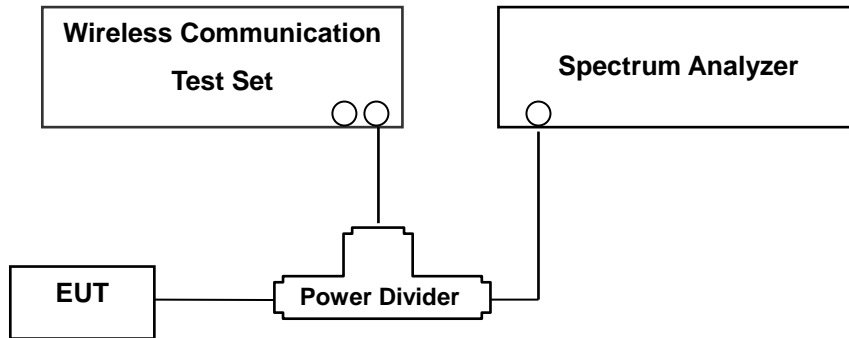 Wireless Communication
Test Set
Spectrum Analyzer
EUT
Power Divider